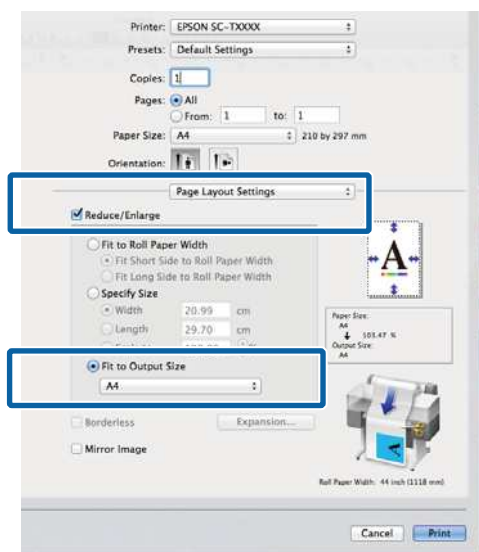 Printer: EPSON SC-TXXXX
Presets: Default Settings
Copies: 1
Pages: All
From: 1 to: 1
Paper Size: A4 210 by 297 mm
Orientation:
Page Layout Settings
Reduce/Enlarge
Fit to Roll Paper Width
Fit Short Side to Roll Paper Width
Fit Long Side to Roll Paper Width
Specify Size
Width 20.99 cm
Length 29.70 cm
Fit to Output Size
A4
Borderless Expansion...
Mirror Image
A
Paper Size:
A4
103.47 %
Output Size:
A4
Roll Paper Width: 44 inch (1118 mm)
Cancel Print